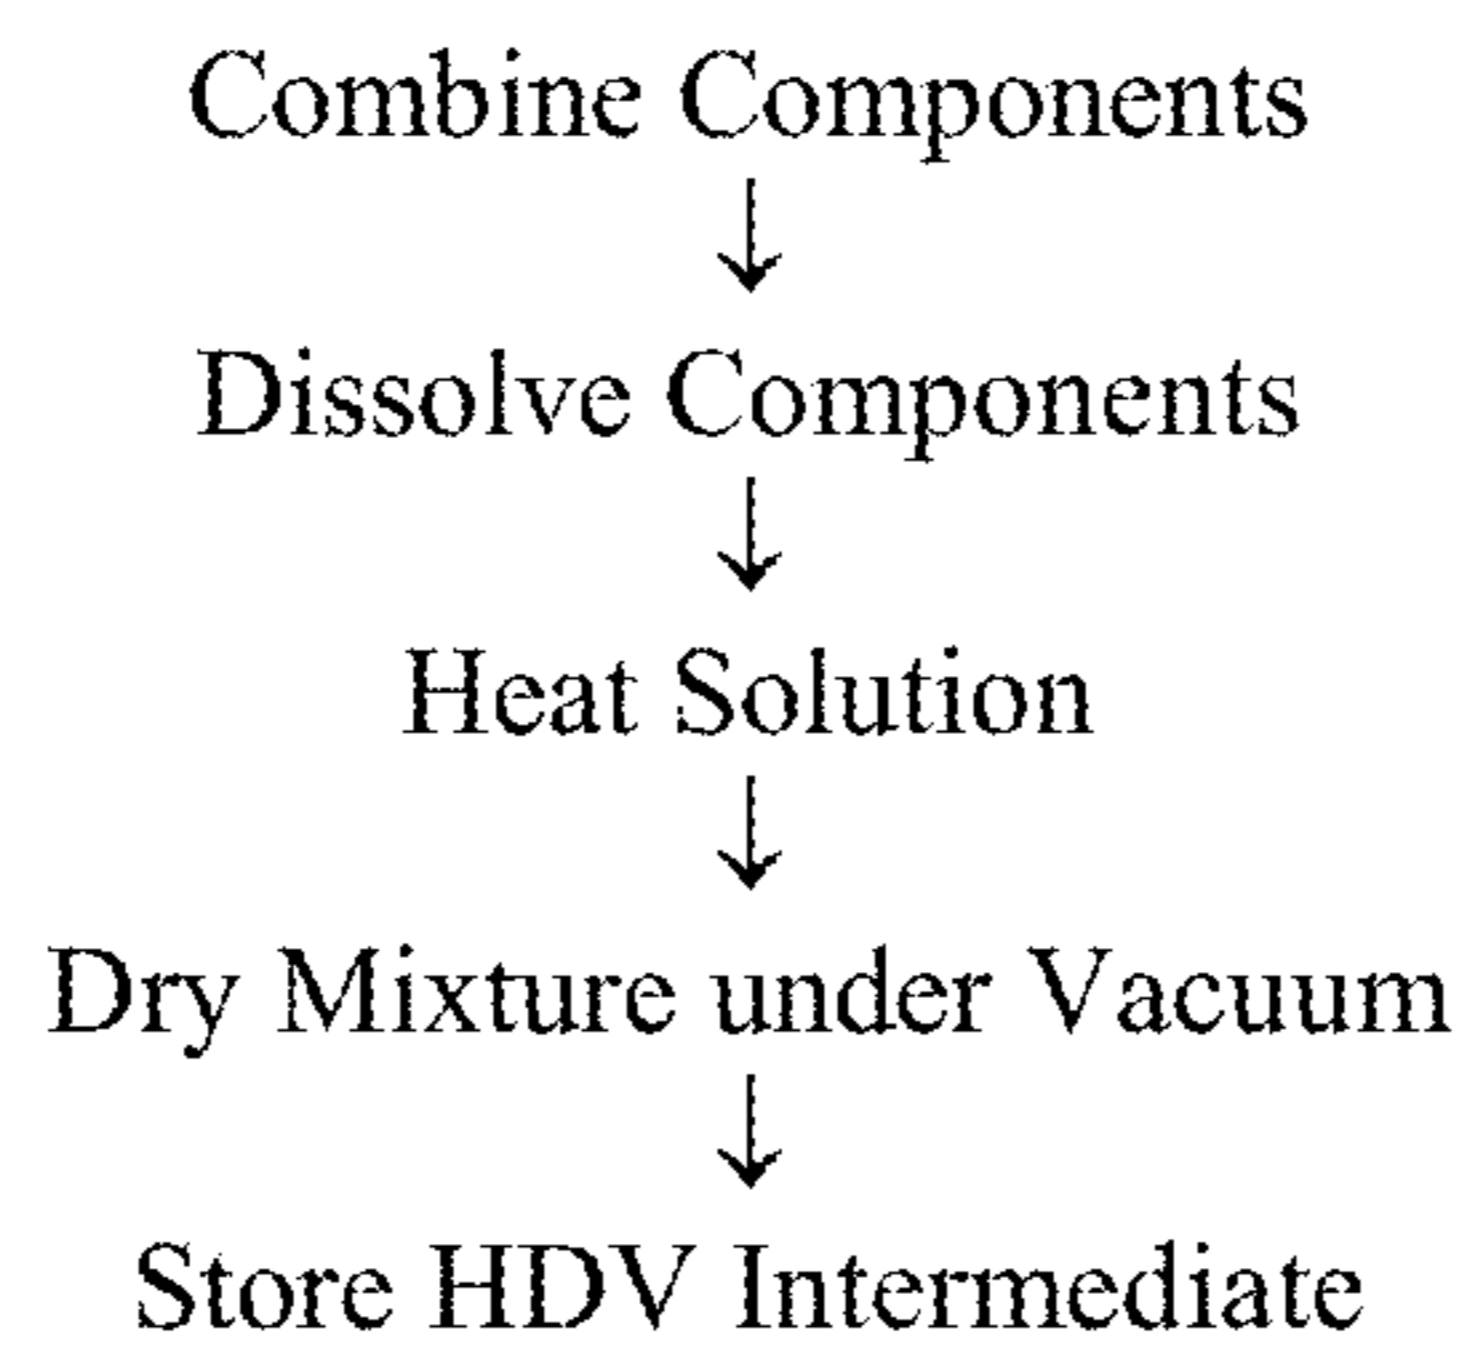 Combine Components
Dissolve Components
Heat Solution
Dry Mixture under Vacuum
Store HDV Intermediate